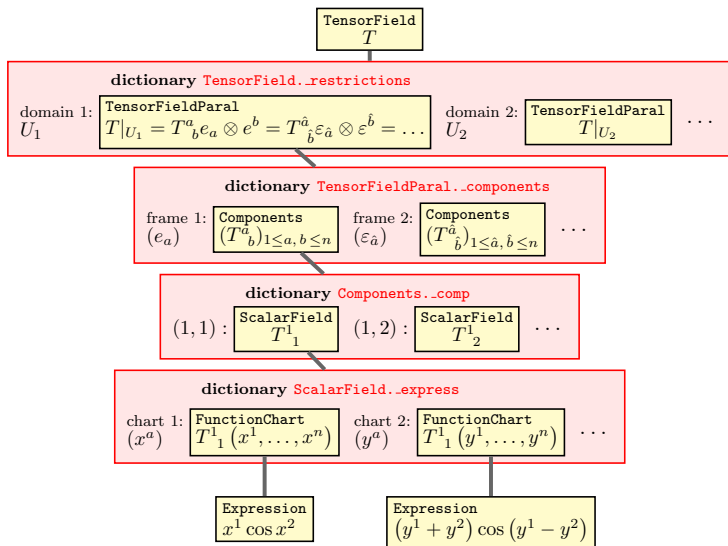 TensorField
T
dictionary TensorField._restrictions
domain 1:
U₁
TensorFieldParal
T|_{U₁} = T^a_b e_a ⊗ e^b = T^â_b̂ ε_â ⊗ ε^b̂ = …
domain 2:
U₂
TensorFieldParal
T|_{U₂}
…
dictionary TensorFieldParal._components
frame 1:
(e_a)
Components
(T^a_b)_{1≤a, b≤n}
frame 2:
(ε_â)
Components
(T^â_b̂)_{1≤â, b̂≤n}
…
dictionary Components._comp
(1, 1) :
ScalarField
T^1_1
(1, 2) :
ScalarField
T^1_2
…
dictionary ScalarField._express
chart 1:
(x^a)
FunctionChart
T^1_1 (x^1, …, x^n)
chart 2:
(y^a)
FunctionChart
T^1_1 (y^1, …, y^n)
…
Expression
x^1 cos x^2
Expression
(y^1 + y^2) cos (y^1 − y^2)